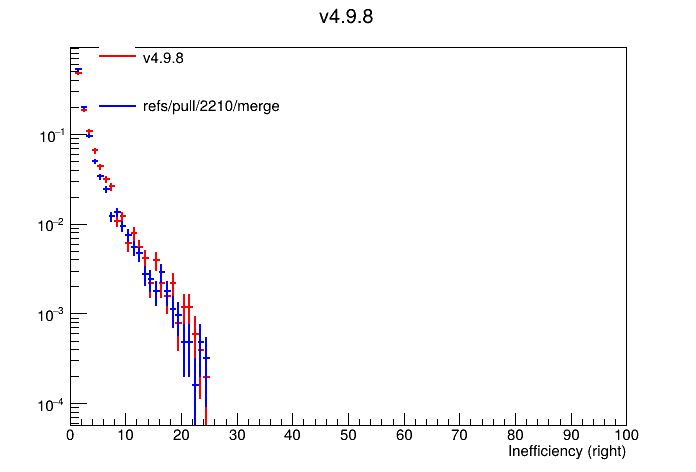 v4.9.8
v4.9.8
refs/pull/2210/merge
10⁻¹
10⁻²
10⁻³
10⁻⁴
0 10 20 30 40 50 60 70 80 90 100
Inefficiency (right)